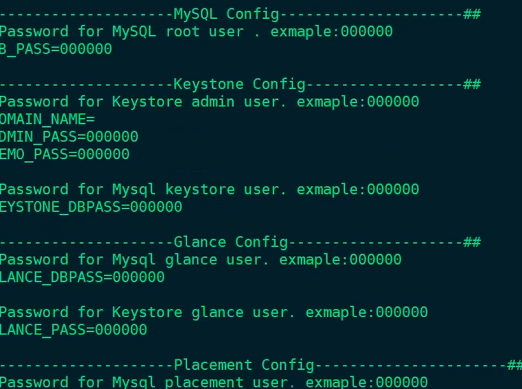 --------------------MySQL Config---------------------##
Password for MySQL root user . exmaple:000000
B_PASS=000000
--------------------Keystone Config------------------##
Password for Keystore admin user. exmaple:000000
OMAIN_NAME=
DMIN_PASS=000000
EMO_PASS=000000
Password for Mysql keystore user. exmaple:000000
EYSTONE_DBPASS=000000
--------------------Glance Config--------------------##
Password for Mysql glance user. exmaple:000000
LANCE_DBPASS=000000
Password for Keystore glance user. exmaple:000000
LANCE_PASS=000000
--------------------Placement Config----------------------##
Password for Mysql placement user. exmaple:000000